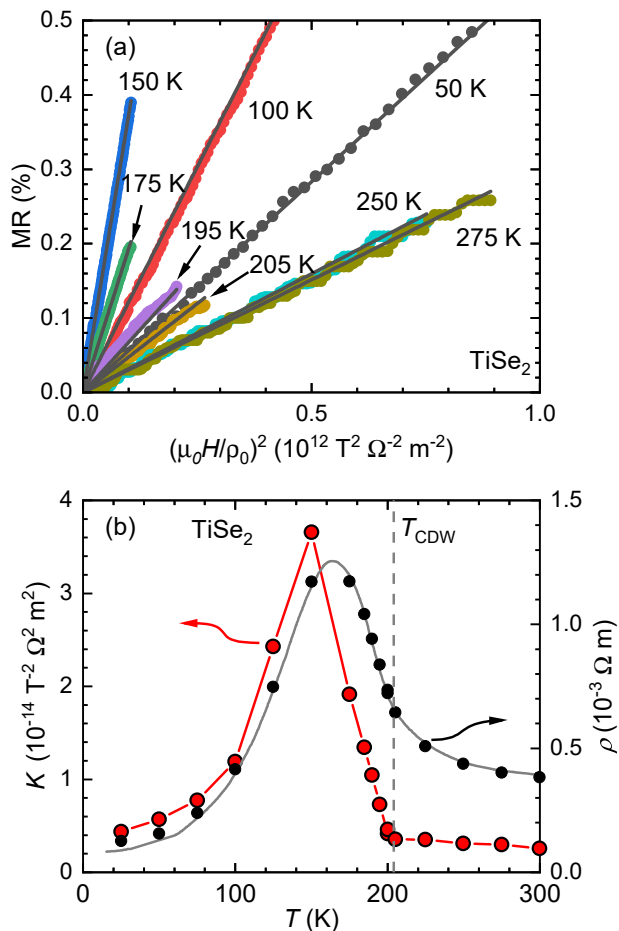 (a)
0.5
0.4
0.3
0.2
0.1
0.0
MR (%)
150 K
100 K
50 K
175 K
195 K
205 K
250 K
275 K
TiSe₂
0.0
0.5
1.0
(μ₀H/ρ₀)² (10¹² T² Ω⁻² m⁻²)
(b)
TiSe₂
T_CDW
4
3
2
1
0
K (10⁻¹⁴ T⁻² Ω² m²)
1.5
1.0
0.5
0.0
ρ (10⁻³ Ω m)
0
100
200
300
T (K)